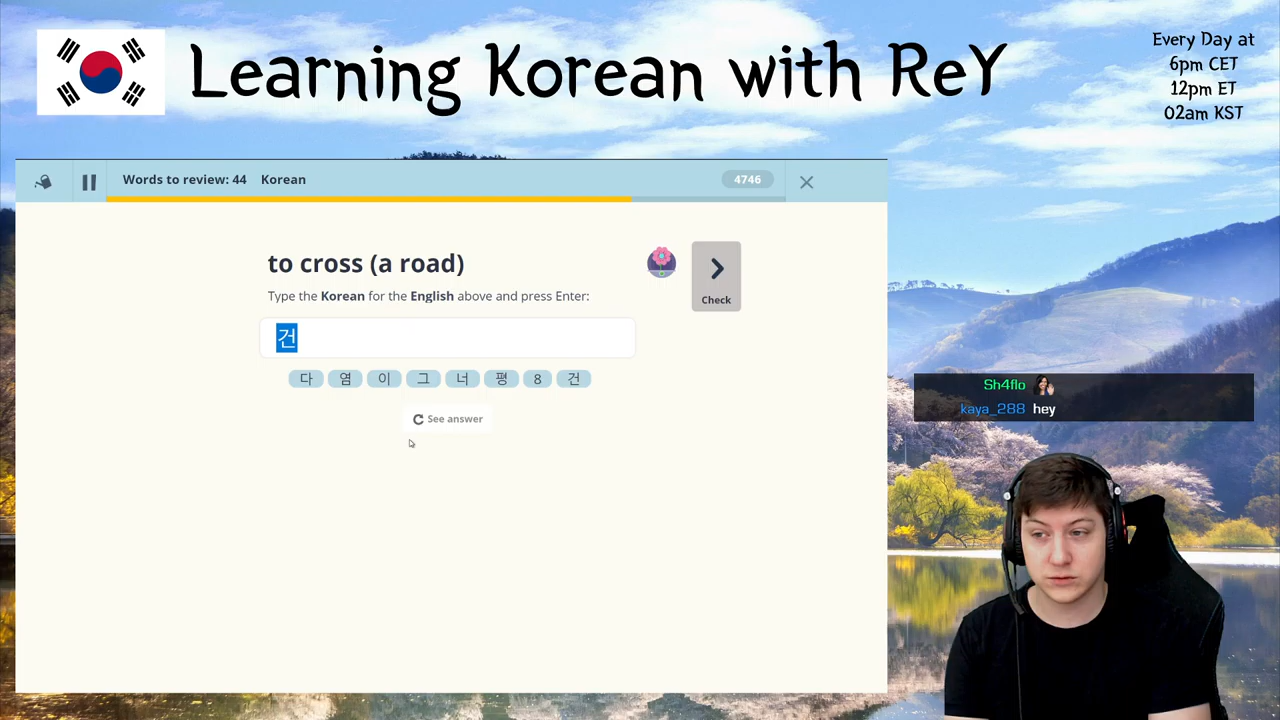 Learning Korean with ReY
Every Day at
6pm CET
12pm ET
02am KST
Words to review: 44 Korean
4746
to cross (a road)
Type the Korean for the English above and press Enter:
Check
건
다 염 이 그 너 평 8 건
See answer
Sh4flo
kaya_288 hey